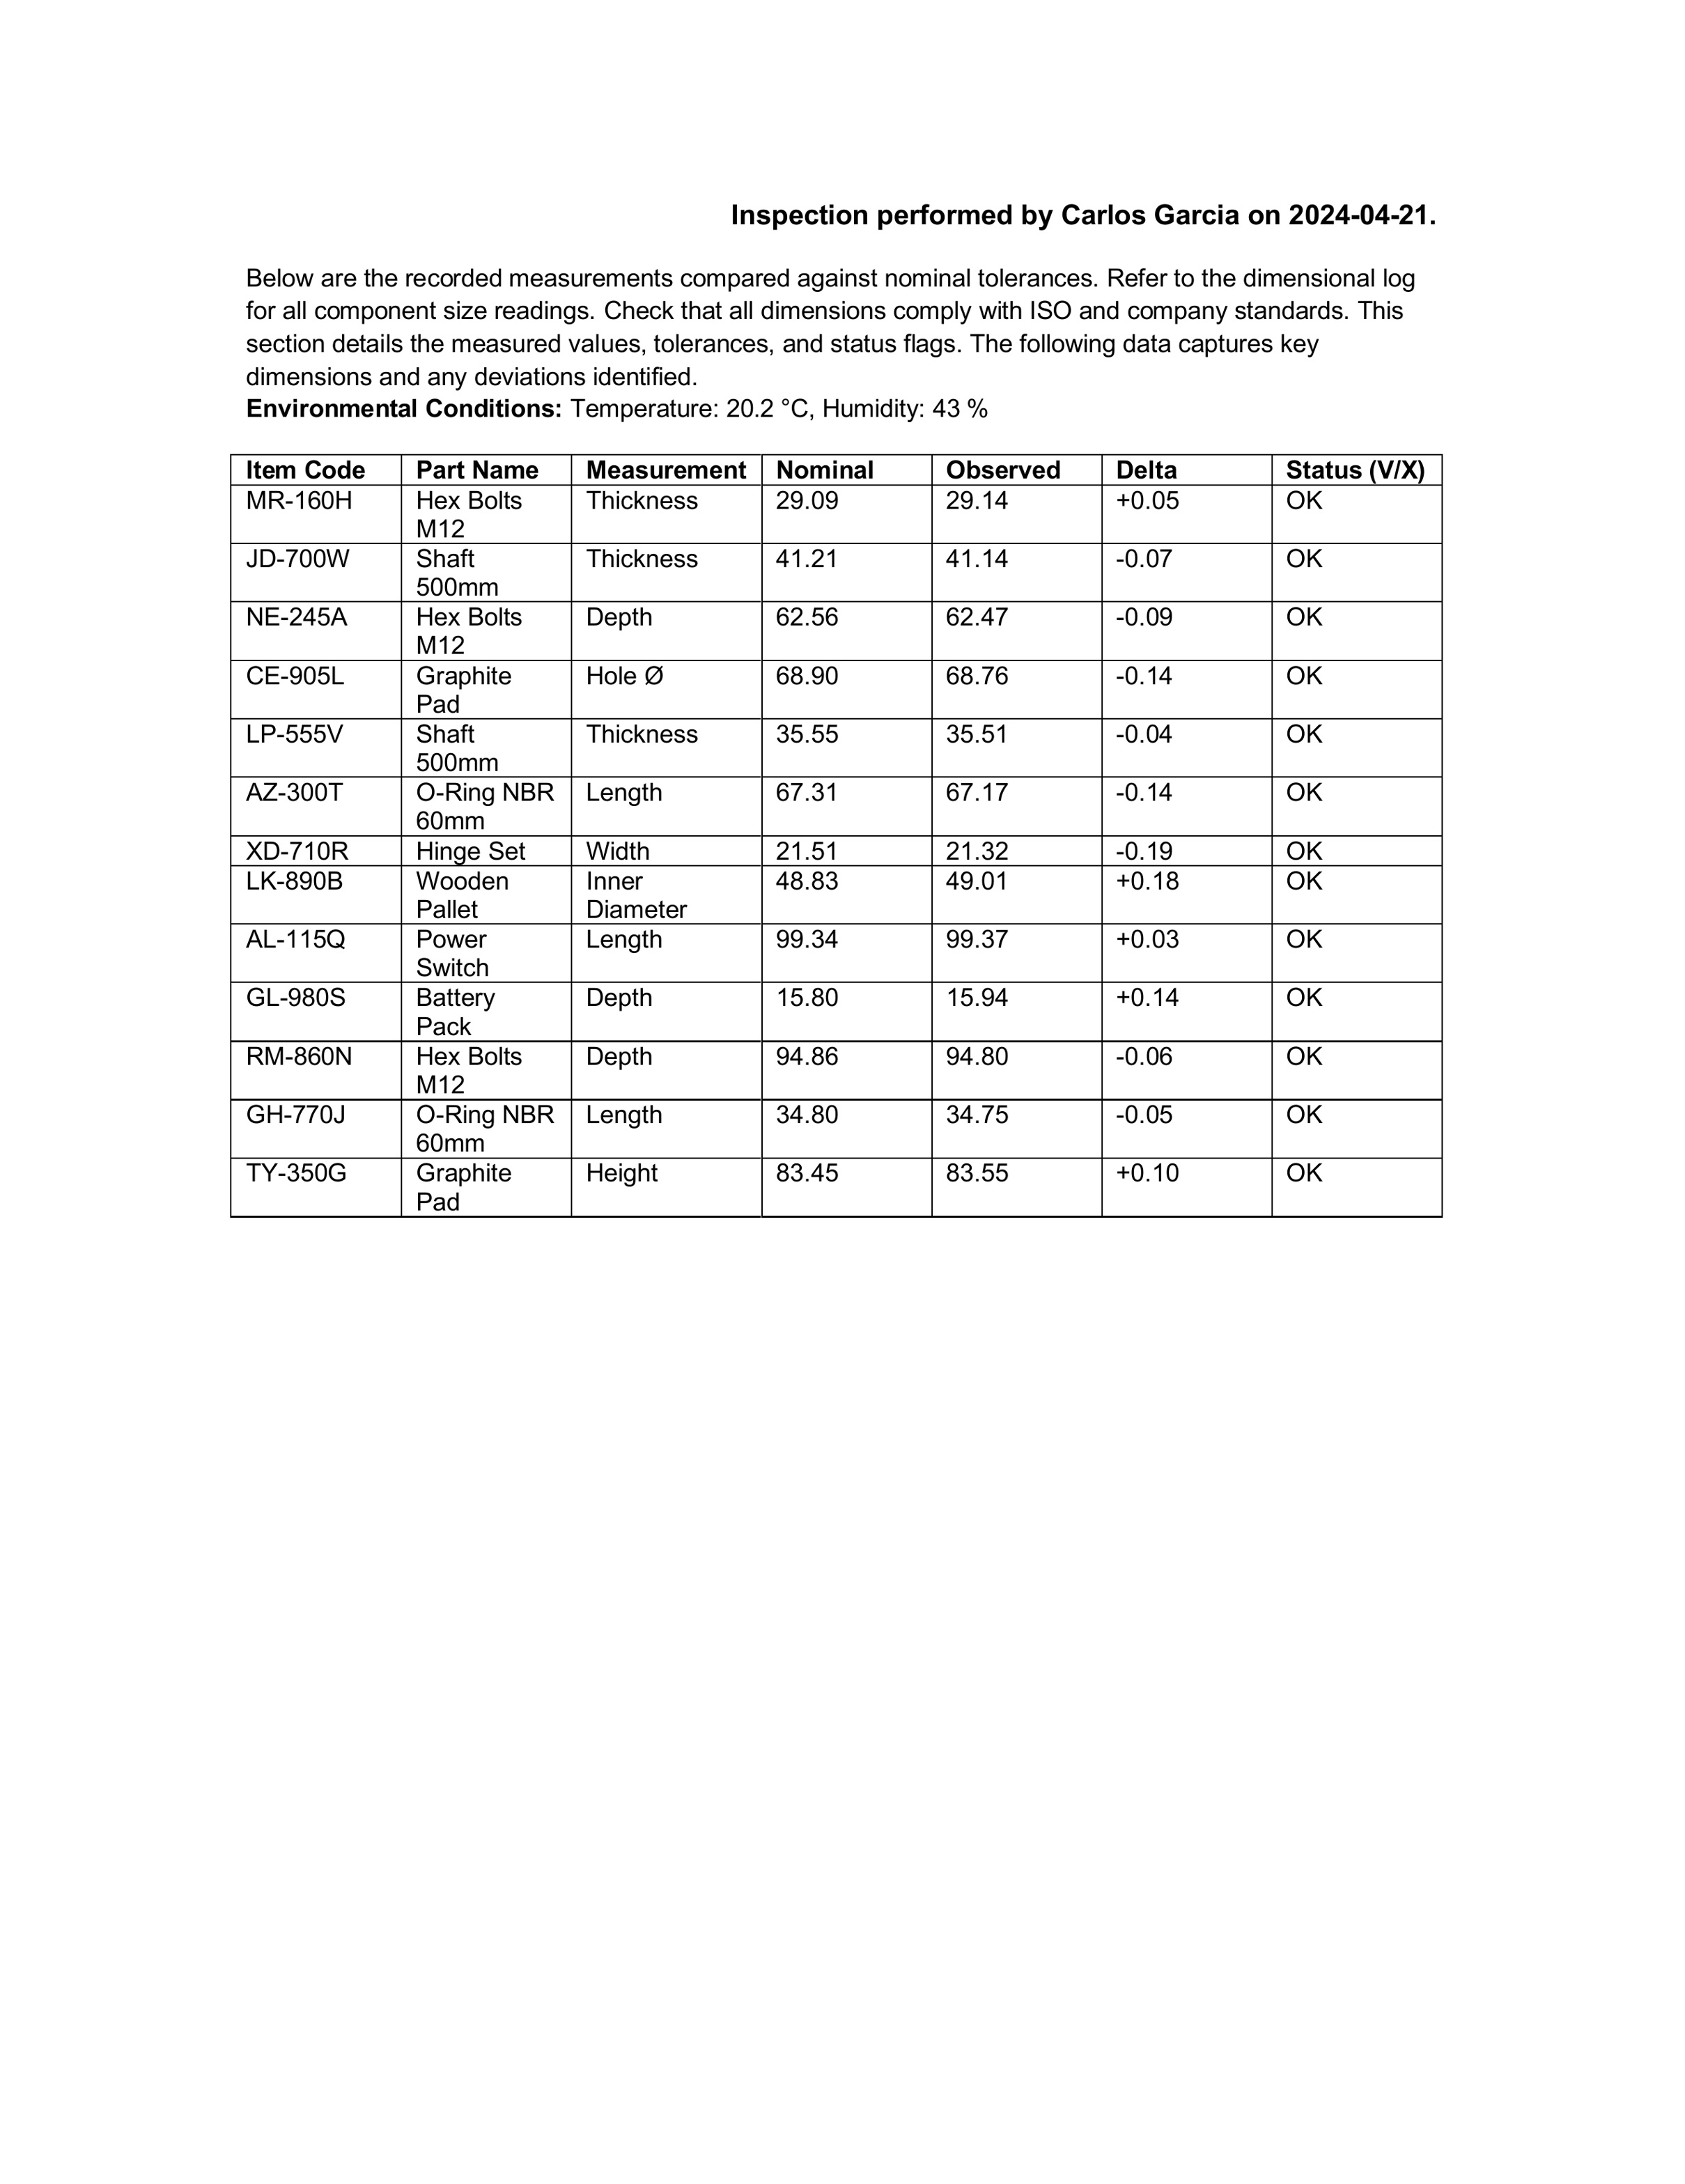 Inspection performed by Carlos Garcia on 2024-04-21.
Below are the recorded measurements compared against nominal tolerances. Refer to the dimensional log
for all component size readings. Check that all dimensions comply with ISO and company standards. This
section details the measured values, tolerances, and status flags. The following data captures key
dimensions and any deviations identified.
Environmental Conditions: Temperature: 20.2 °C, Humidity: 43 %
Item Code Part Name Measurement Nominal Observed Delta Status (V/X)
MR-160H Hex Bolts Thickness 29.09 29.14 +0.05 OK
M12
JD-700W Shaft Thickness 41.21 41.14 -0.07 OK
500mm
NE-245A Hex Bolts Depth 62.56 62.47 -0.09 OK
M12
CE-905L Graphite Hole Ø 68.90 68.76 -0.14 OK
Pad
LP-555V Shaft Thickness 35.55 35.51 -0.04 OK
500mm
AZ-300T O-Ring NBR Length 67.31 67.17 -0.14 OK
60mm
XD-710R Hinge Set Width 21.51 21.32 -0.19 OK
LK-890B Wooden Inner 48.83 49.01 +0.18 OK
Pallet Diameter
AL-115Q Power Length 99.34 99.37 +0.03 OK
Switch
GL-980S Battery Depth 15.80 15.94 +0.14 OK
Pack
RM-860N Hex Bolts Depth 94.86 94.80 -0.06 OK
M12
GH-770J O-Ring NBR Length 34.80 34.75 -0.05 OK
60mm
TY-350G Graphite Height 83.45 83.55 +0.10 OK
Pad